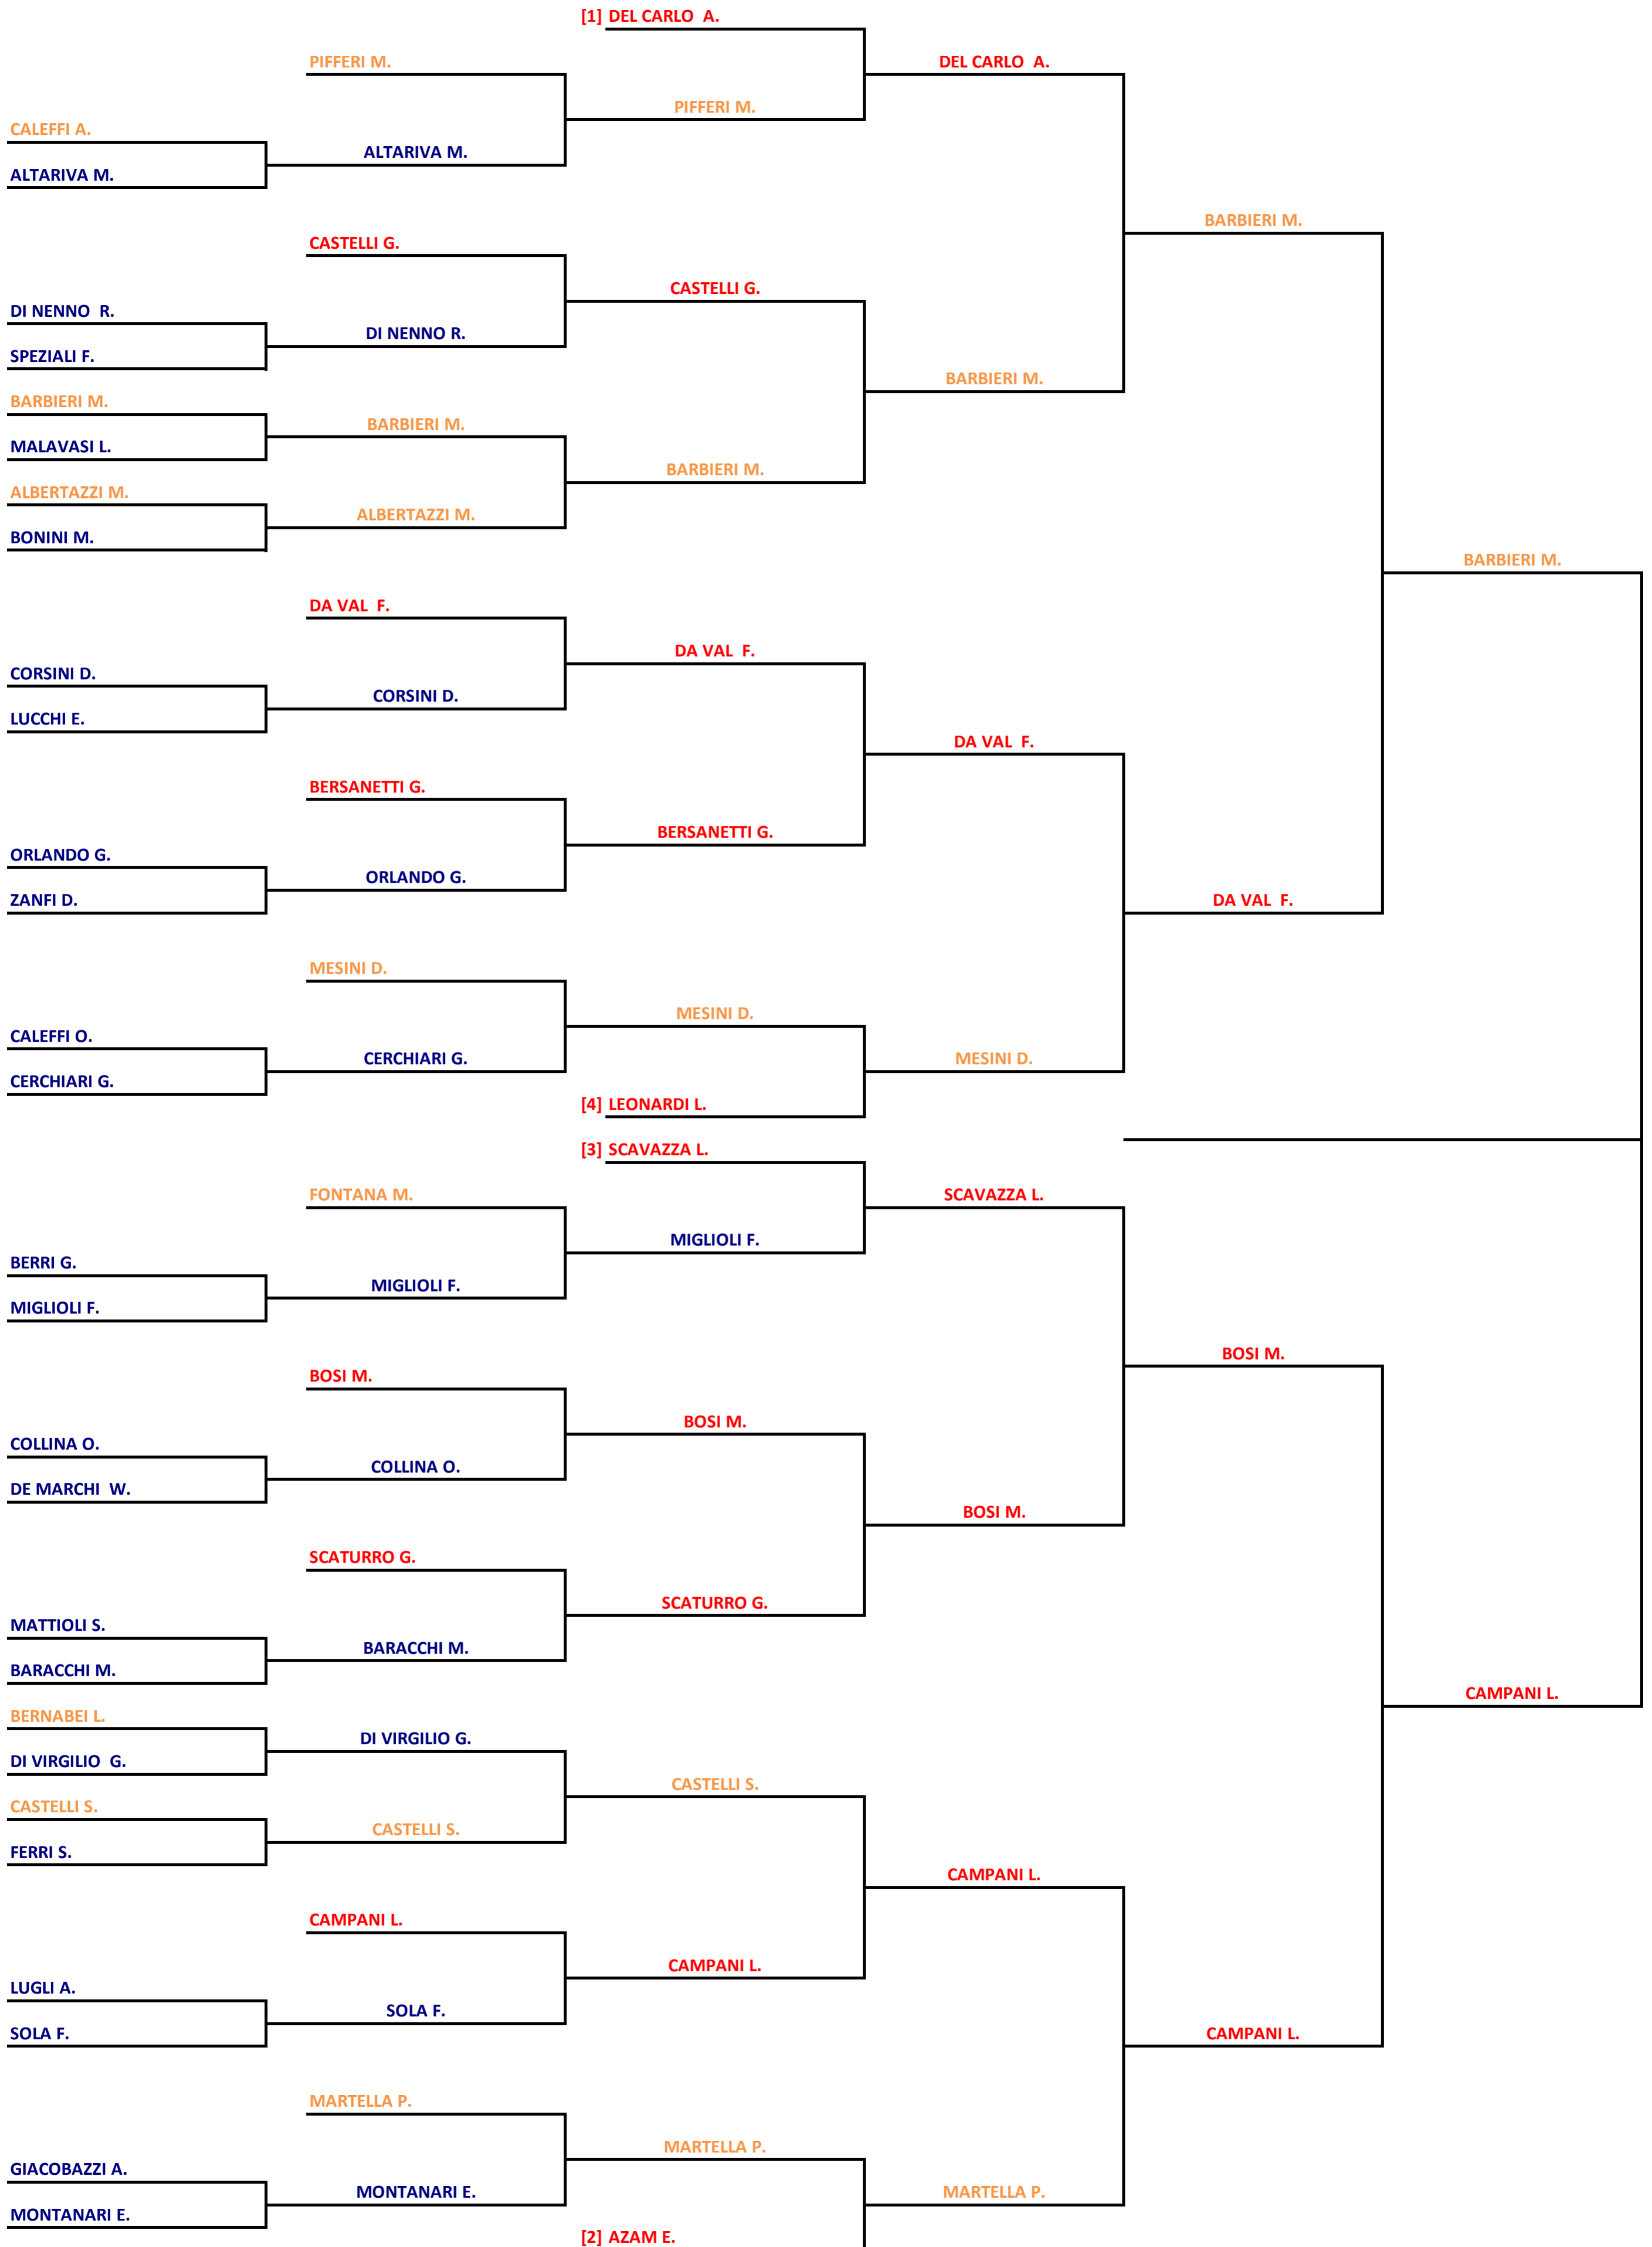 [1] DEL CARLO A.
PIFFERI M.
DEL CARLO A.
PIFFERI M.
CALEFFI A.
ALTARIVA M.
ALTARIVA M.
BARBIERI M.
CASTELLI G.
CASTELLI G.
DI NENNO R.
DI NENNO R.
SPEZIALI F.
BARBIERI M.
BARBIERI M.
BARBIERI M.
MALAVASI L.
BARBIERI M.
ALBERTAZZI M.
ALBERTAZZI M.
BONINI M.
BARBIERI M.
DA VAL F.
DA VAL F.
CORSINI D.
CORSINI D.
LUCCHI E.
DA VAL F.
BERSANETTI G.
BERSANETTI G.
ORLANDO G.
ORLANDO G.
ZANFI D.
DA VAL F.
MESINI D.
MESINI D.
CALEFFI O.
CERCHIARI G.
MESINI D.
CERCHIARI G.
[4] LEONARDI L.
[3] SCAVAZZA L.
FONTANA M.
SCAVAZZA L.
MIGLIOLI F.
BERRI G.
MIGLIOLI F.
MIGLIOLI F.
BOSI M.
BOSI M.
BOSI M.
COLLINA O.
COLLINA O.
DE MARCHI W.
BOSI M.
SCATURRO G.
SCATURRO G.
MATTIOLI S.
BARACCHI M.
BARACCHI M.
CAMPANI L.
BERNABEI L.
DI VIRGILIO G.
DI VIRGILIO G.
CASTELLI S.
CASTELLI S.
CASTELLI S.
FERRI S.
CAMPANI L.
CAMPANI L.
CAMPANI L.
LUGLI A.
SOLA F.
SOLA F.
CAMPANI L.
MARTELLA P.
MARTELLA P.
GIACOBAZZI A.
MONTANARI E.
MARTELLA P.
MONTANARI E.
[2] AZAM E.